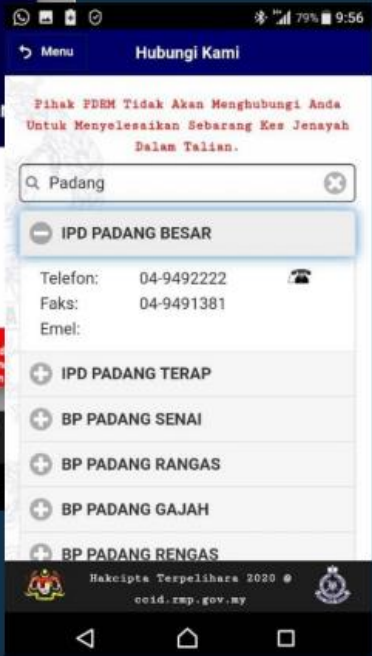 79% 9:56
Menu Hubungi Kami
Pihak PDRM Tidak Akan Menghubungi Anda
Untuk Menyelesaikan Sebarang Kes Jenayah
Dalam Talian.
Padang
IPD PADANG BESAR
Telefon: 04-9492222
Faks: 04-9491381
Emel:
IPD PADANG TERAP
BP PADANG SENAI
BP PADANG RANGAS
BP PADANG GAJAH
BP PADANG RENGAS
Hakcipta Terpelihara 2020 @
ccid.rmp.gov.my